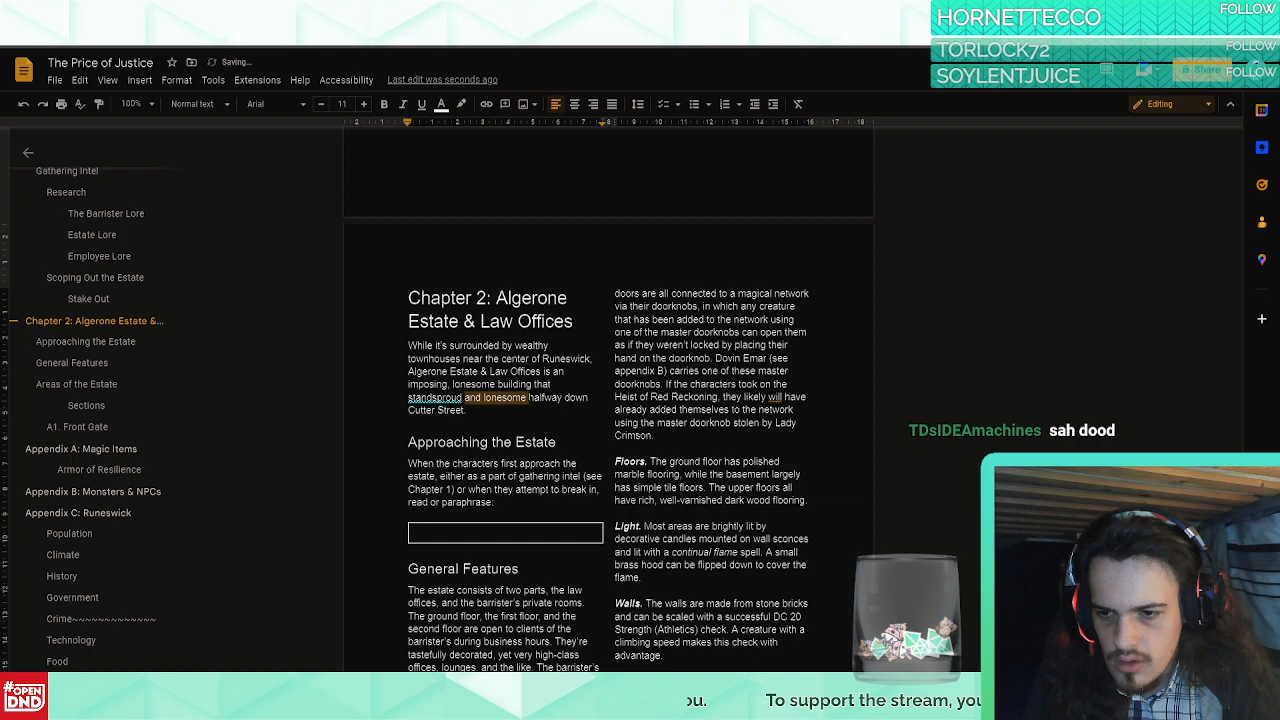 HORNETTECCO
FOLLOW
TORLOCK72
FOLLOW
SOYLENTJUICE
FOLLOW
The Price of Justice
Saving…
File Edit View Insert Format Tools Extensions Help Accessibility
Last edit was seconds ago
Share
100%
Normal text
Arial
11
Editing
Gathering Intel
Research
The Barrister Lore
Estate Lore
Employee Lore
Scoping Out the Estate
Stake Out
Chapter 2: Algerone Estate &...
Approaching the Estate
General Features
Areas of the Estate
Sections
A1. Front Gate
Appendix A: Magic Items
Armor of Resilience
Appendix B: Monsters & NPCs
Appendix C: Runeswick
Population
Climate
History
Government
Crime~~~~~~~~~~~~~
Technology
Food
Chapter 2: Algerone
Estate & Law Offices
While it's surrounded by wealthy
townhouses near the center of Runeswick,
Algerone Estate & Law Offices is an
imposing, lonesome building that
standsproud and lonesome halfway down
Cutter Street.
Approaching the Estate
When the characters first approach the
estate, either as a part of gathering intel (see
Chapter 1) or when they attempt to break in,
read or paraphrase:
General Features
The estate consists of two parts, the law
offices, and the barrister's private rooms.
The ground floor, the first floor, and the
second floor are open to clients of the
barrister's during business hours. They're
tastefully decorated, yet very high-class
offices, lounges, and the like. The barrister's
doors are all connected to a magical network
via their doorknobs, in which any creature
that has been added to the network using
one of the master doorknobs can open them
as if they weren't locked by placing their
hand on the doorknob. Dovin Emar (see
appendix B) carries one of these master
doorknobs. If the characters took on the
Heist of Red Reckoning, they likely will have
already added themselves to the network
using the master doorknob stolen by Lady
Crimson.
Floors. The ground floor has polished
marble flooring, while the basement largely
has simple tile floors. The upper floors all
have rich, well-varnished dark wood flooring.
Light. Most areas are brightly lit by
decorative candles mounted on wall sconces
and lit with a continual flame spell. A small
brass hood can be flipped down to cover the
flame.
Walls. The walls are made from stone bricks
and can be scaled with a successful DC 20
Strength (Athletics) check. A creature with a
climbing speed makes this check with
advantage.
TDsIDEAmachines sah dood
#OPEN
DND
ou.
To support the stream, you